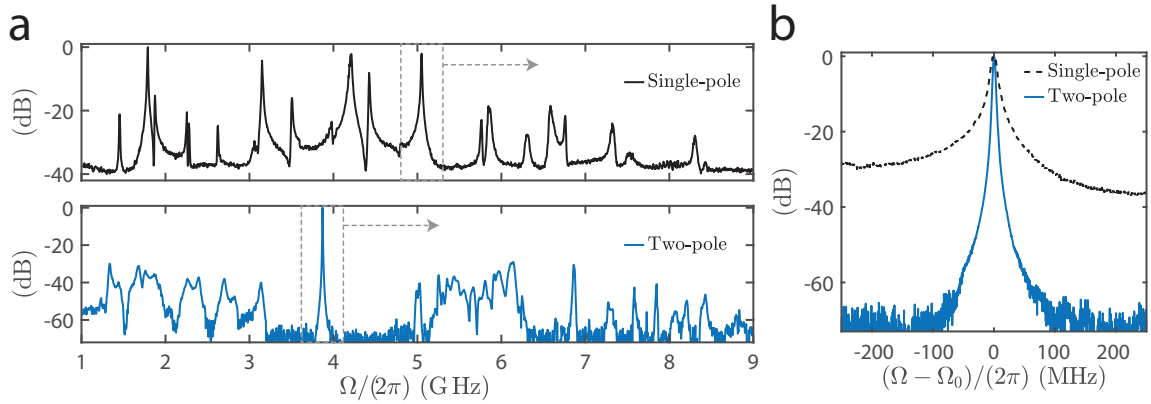 a
0
-20
-40
(dB)
Single-pole
0
-20
-40
-60
(dB)
Two-pole
1 2 3 4 5 6 7 8 9
Ω/(2π) (GHz)
b
0
-20
-40
-60
(dB)
Single-pole
Two-pole
-200 -100 0 100 200
(Ω − Ω₀)/(2π) (MHz)